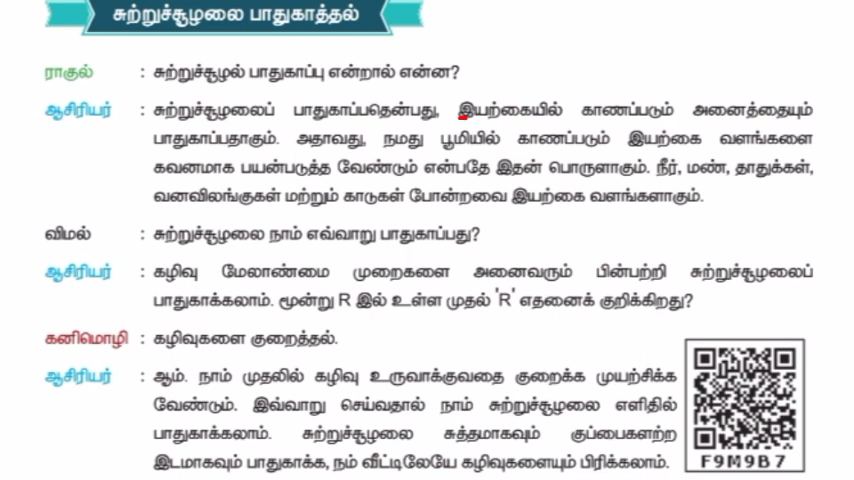 சுற்றுச்சூழலை பாதுகாத்தல்
ராகுல் : சுற்றுச்சூழல் பாதுகாப்பு என்றால் என்ன?
ஆசிரியர் : சுற்றுச்சூழலைப் பாதுகாப்பதென்பது, இயற்கையில் காணப்படும் அனைத்தையும்
பாதுகாப்பதாகும். அதாவது, நமது பூமியில் காணப்படும் இயற்கை வளங்களை
கவனமாக பயன்படுத்த வேண்டும் என்பதே இதன் பொருளாகும். நீர், மண், தாதுக்கள்,
வனவிலங்குகள் மற்றும் காடுகள் போன்றவை இயற்கை வளங்களாகும்.
விமல் : சுற்றுச்சூழலை நாம் எவ்வாறு பாதுகாப்பது?
ஆசிரியர் : கழிவு மேலாண்மை முறைகளை அனைவரும் பின்பற்றி சுற்றுச்சூழலைப்
பாதுகாக்கலாம். மூன்று R இல் உள்ள முதல் 'R' எதனைக் குறிக்கிறது?
கனிமொழி : கழிவுகளை குறைத்தல்.
ஆசிரியர் : ஆம். நாம் முதலில் கழிவு உருவாக்குவதை குறைக்க முயற்சிக்க
வேண்டும். இவ்வாறு செய்வதால் நாம் சுற்றுச்சூழலை எளிதில்
பாதுகாக்கலாம். சுற்றுச்சூழலை சுத்தமாகவும் குப்பைகளற்ற
இடமாகவும் பாதுகாக்க, நம் வீட்டிலேயே கழிவுகளையும் பிரிக்கலாம்.
F9M9B7